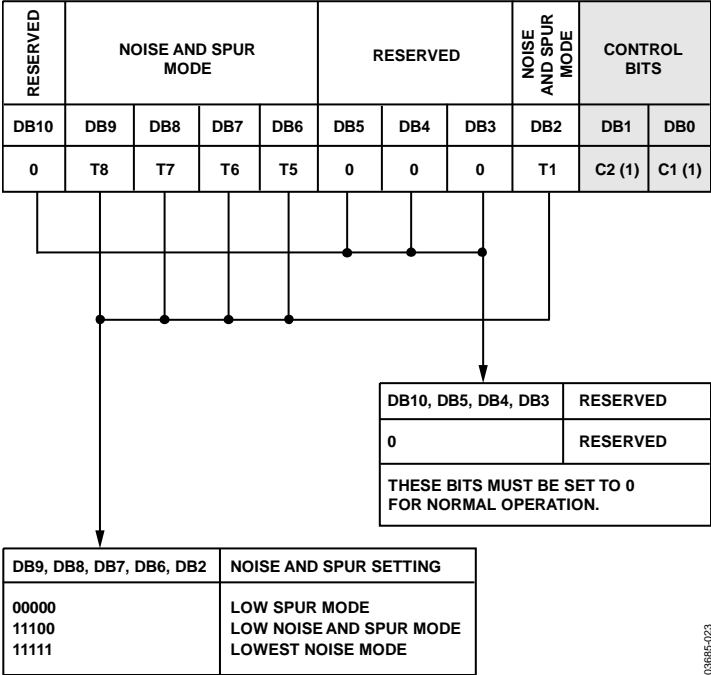 RESERVED
NOISE AND SPUR
MODE
RESERVED
NOISE
AND SPUR
MODE
CONTROL
BITS
DB10 DB9 DB8 DB7 DB6 DB5 DB4 DB3 DB2 DB1 DB0
0 T8 T7 T6 T5 0 0 0 T1 C2 (1) C1 (1)
DB10, DB5, DB4, DB3 RESERVED
0 RESERVED
THESE BITS MUST BE SET TO 0
FOR NORMAL OPERATION.
DB9, DB8, DB7, DB6, DB2 NOISE AND SPUR SETTING
00000 LOW SPUR MODE
11100 LOW NOISE AND SPUR MODE
11111 LOWEST NOISE MODE
03685-023